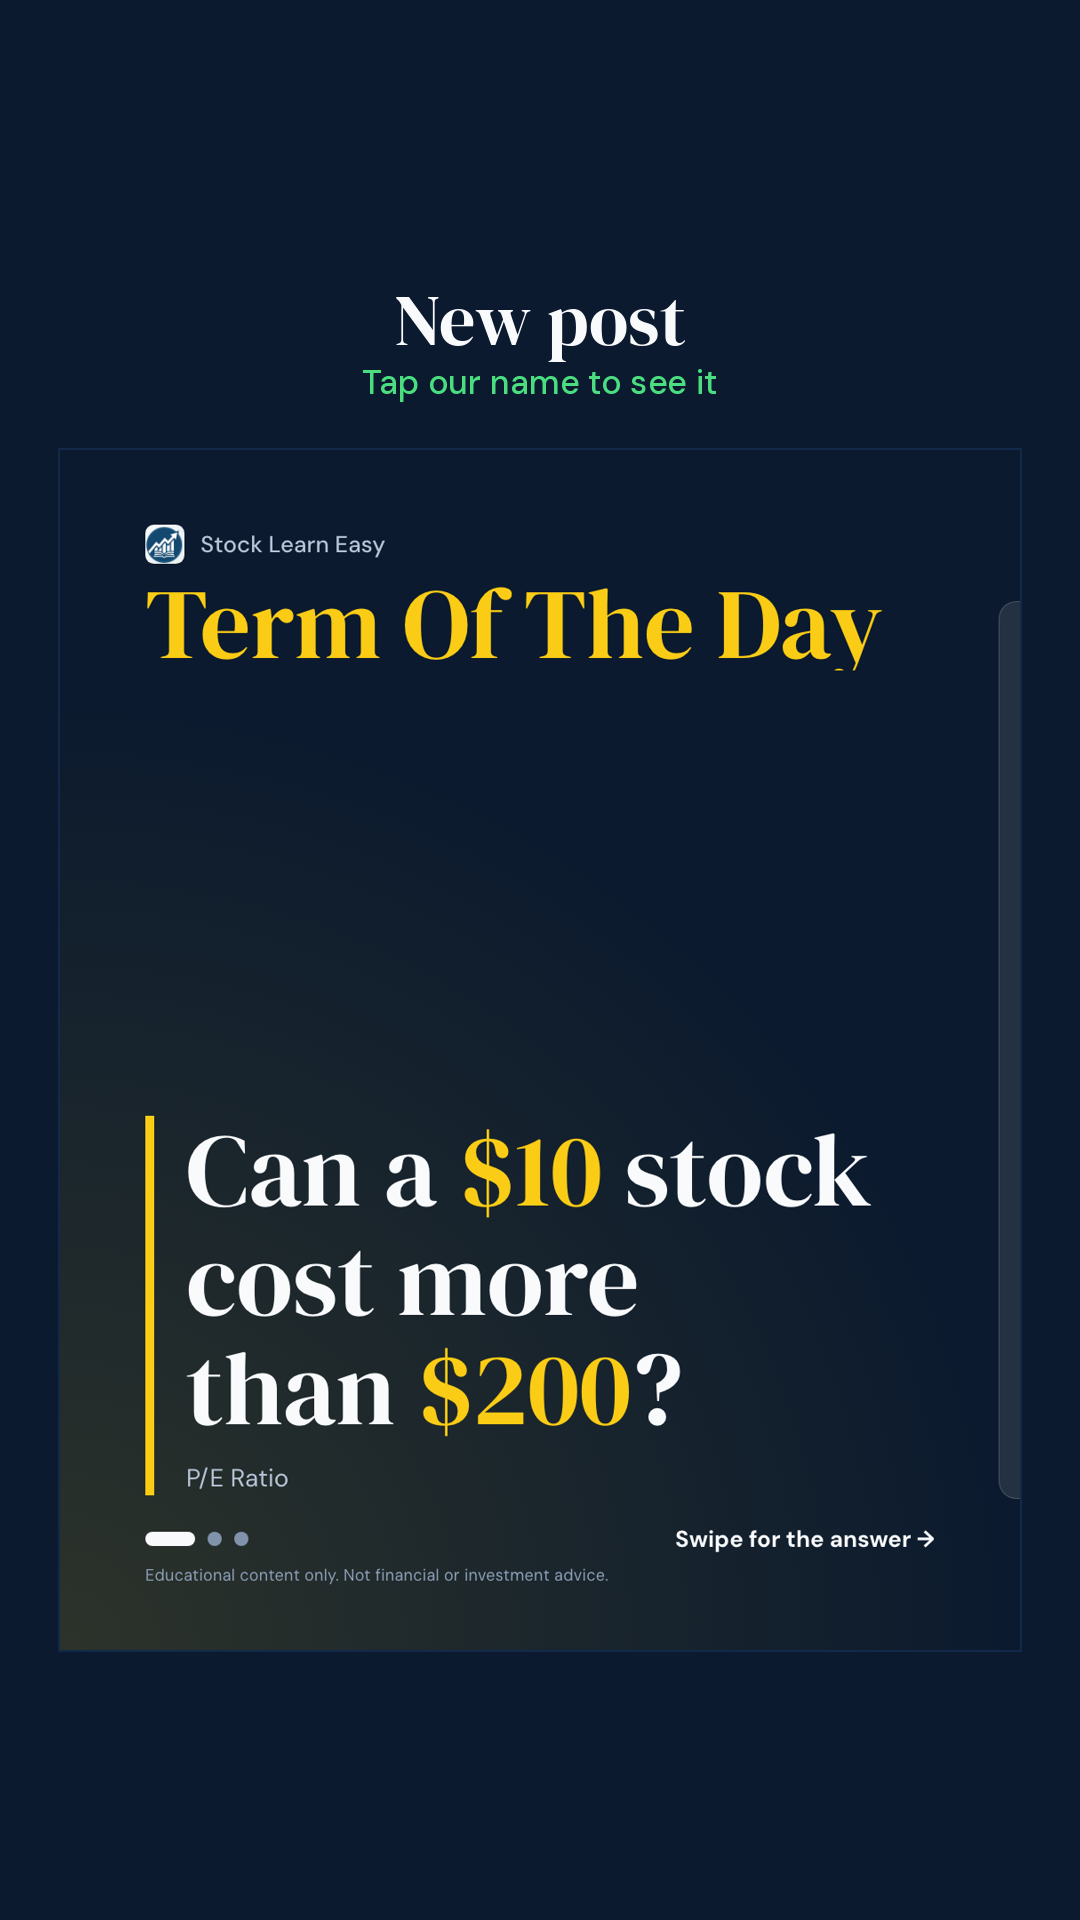 New post
Tap our name to see it
Stock Learn Easy
Term Of The Day
Can a $10 stock
cost more
than $200?
P/E Ratio
Swipe for the answer →
Educational content only. Not financial or investment advice.